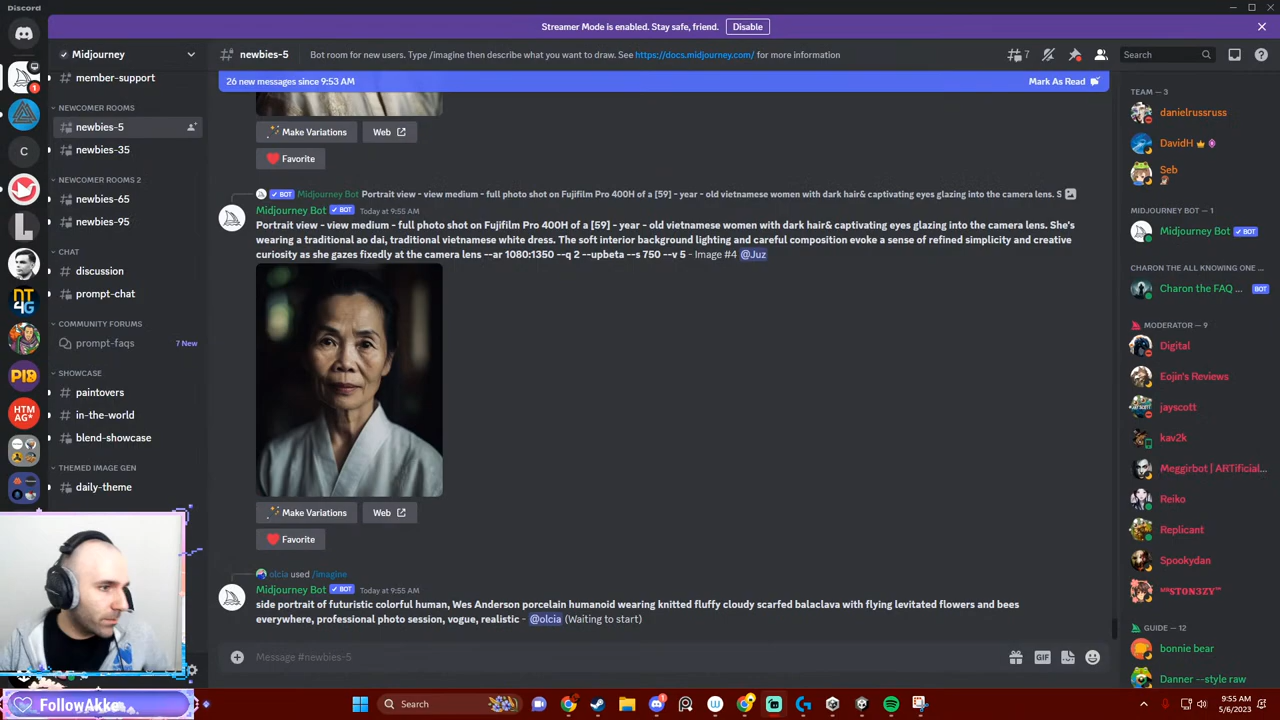 Discord
Streamer Mode is enabled. Stay safe, friend.
Disable
Midjourney
newbies-5
Bot room for new users. Type /imagine then describe what you want to draw. See https://docs.midjourney.com/ for more information
7
Search
member-support
NEWCOMER ROOMS
newbies-5
newbies-35
NEWCOMER ROOMS 2
newbies-65
newbies-95
CHAT
discussion
prompt-chat
COMMUNITY FORUMS
prompt-faqs
7 New
SHOWCASE
paintovers
in-the-world
blend-showcase
THEMED IMAGE GEN
daily-theme
1
C
NT
4G
PIB
HTM
AG*
26 new messages since 9:53 AM
Mark As Read
Make Variations
Web
Favorite
BOT Midjourney Bot Portrait view - view medium - full photo shot on Fujifilm Pro 400H of a [59] - year - old vietnamese women with dark hair& captivating eyes glazing into the camera lens. S
Midjourney Bot BOT Today at 9:55 AM
Portrait view - view medium - full photo shot on Fujifilm Pro 400H of a [59] - year - old vietnamese women with dark hair& captivating eyes glazing into the camera lens. She's
wearing a traditional ao dai, traditional vietnamese white dress. The soft interior background lighting and careful composition evoke a sense of refined simplicity and creative
curiosity as she gazes fixedly at the camera lens --ar 1080:1350 --q 2 --upbeta --s 750 --v 5 - Image #4 @Juz
Make Variations
Web
Favorite
olcia used /imagine
Midjourney Bot BOT Today at 9:55 AM
side portrait of futuristic colorful human, Wes Anderson porcelain humanoid wearing knitted fluffy cloudy scarfed balaclava with flying levitated flowers and bees
everywhere, professional photo session, vogue, realistic - @olcia (Waiting to start)
Message #newbies-5
GIF
TEAM — 3
danielrussruss
DavidH
Seb
MIDJOURNEY BOT — 1
Midjourney Bot BOT
CHARON THE ALL KNOWING ONE ...
Charon the FAQ ... BOT
MODERATOR — 9
Digital
Eojin's Reviews
jayscott
kav2k
Meggirbot | ARTificial...
Reiko
Replicant
Spookydan
GUIDE — 12
bonnie bear
Danner --style raw
FollowAkke
Search
9:55 AM
5/6/2023